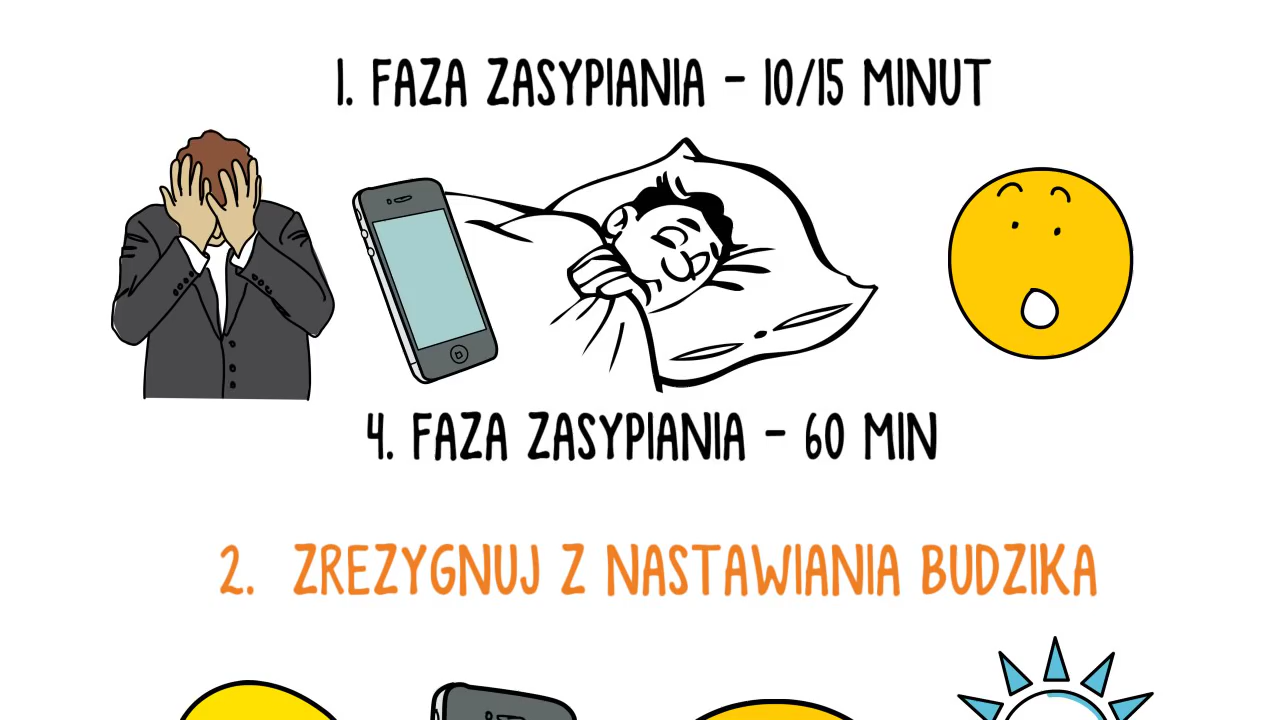 1. FAZA ZASYPIANIA - 10/15 MINUT
4. FAZA ZASYPIANIA - 60 MIN
2. ZREZYGNUJ Z NASTAWIANIA BUDZIKA